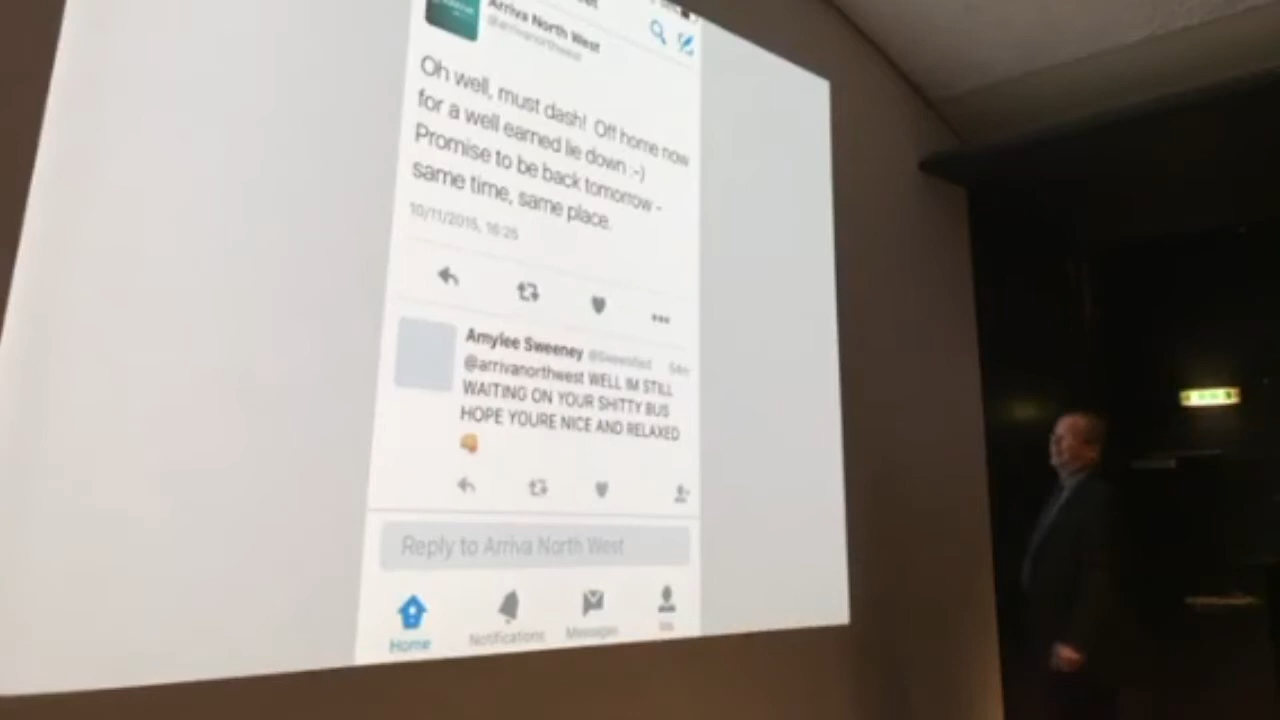 Arriva North West
@arrivanorthwest
Oh well, must dash! Off home now
for a well earned lie down :-)
Promise to be back tomorrow -
same time, same place.
10/11/2015, 16:25
Amylee Sweeney
@arrivanorthwest WELL IM STILL
WAITING ON YOUR SHITTY BUS
HOPE YOURE NICE AND RELAXED
👊
Reply to Arriva North West
Home Notifications Messages Me